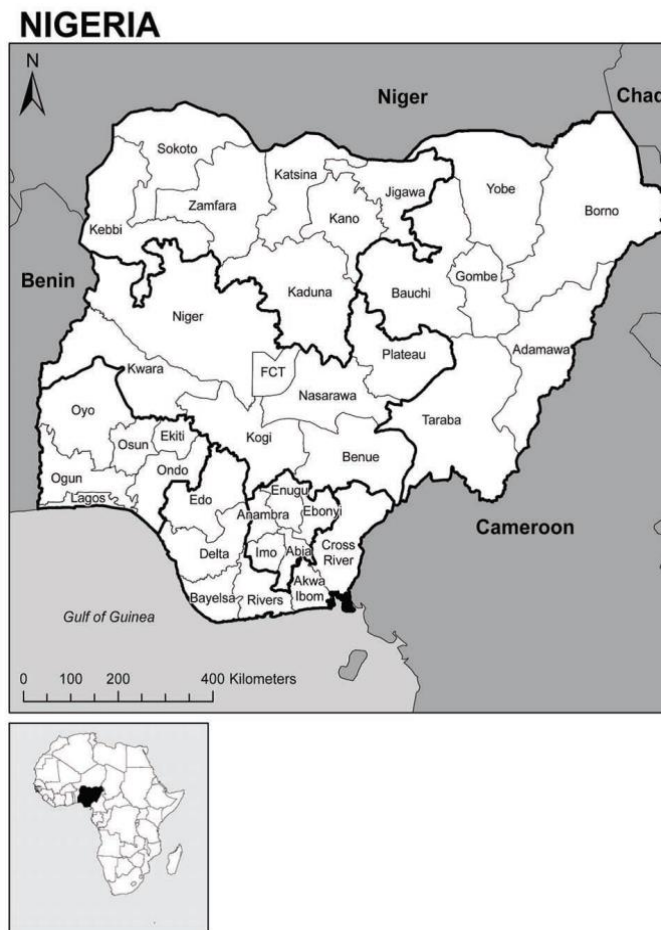 NIGERIA
N
Niger
Chad
Sokoto
Katsina
Jigawa
Yobe
Borno
Zamfara
Kano
Kebbi
Benin
Kaduna
Bauchi
Gombe
Niger
Adamawa
Plateau
FCT
Kwara
Nasarawa
Taraba
Oyo
Kogi
Benue
Osun
Ekiti
Ogun
Ondo
Lagos
Edo
Enugu
Anambra
Ebonyi
Cameroon
Delta
Imo
Abia
Cross
River
Akwa
Ibom
Bayelsa
Rivers
Gulf of Guinea
0 100 200 400 Kilometers